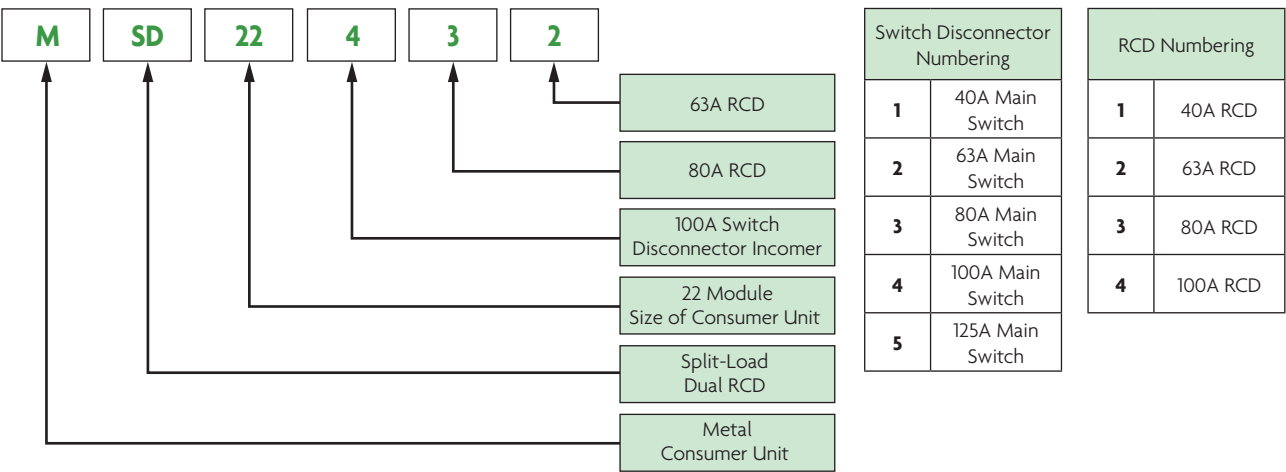 M SD 22 4 3 2
63A RCD
80A RCD
100A Switch
Disconnector Incomer
22 Module
Size of Consumer Unit
Split-Load
Dual RCD
Metal
Consumer Unit
Switch Disconnector
Numbering
1 40A Main
Switch
2 63A Main
Switch
3 80A Main
Switch
4 100A Main
Switch
5 125A Main
Switch
RCD Numbering
1 40A RCD
2 63A RCD
3 80A RCD
4 100A RCD